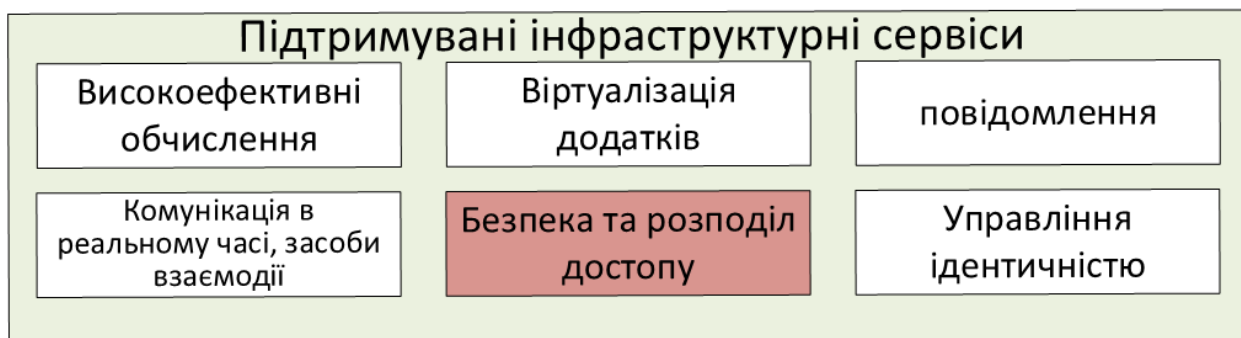 Підтримувані інфраструктурні сервіси
Високоефективні
обчислення
Віртуалізація
додатків
повідомлення
Комунікація в
реальному часі, засоби
взаємодії
Безпека та розподіл
достопу
Управління
ідентичністю